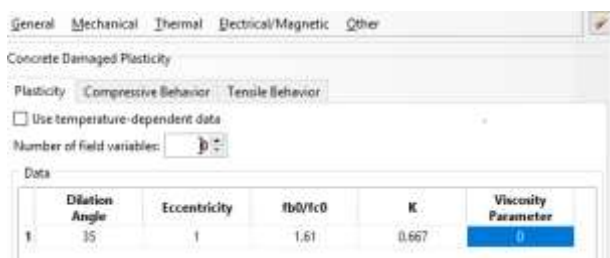 General Mechanical Thermal Electrical/Magnetic Other
Concrete Damaged Plasticity
Plasticity Compressive Behavior Tensile Behavior
Use temperature-dependent data
Number of field variables: 0
Data
Dilation Angle Eccentricity fb0/fc0 K Viscosity Parameter
1 35 1 1.61 0.667 0